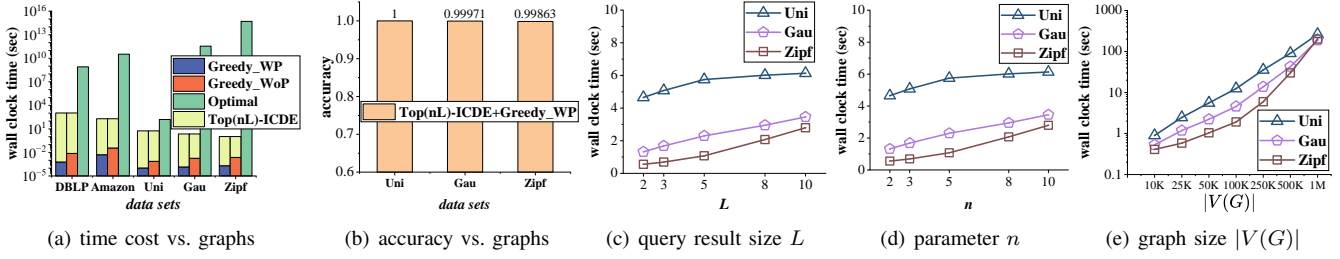 wall clock time (sec)
10^16
10^13
10^10
10^7
10^4
10^1
10^-2
10^-5
Greedy_WP
Greedy_WoP
Optimal
Top(nL)-ICDE
DBLP Amazon Uni Gau Zipf
data sets
(a) time cost vs. graphs
accuracy
1.0
0.9
0.8
0.7
0.6
1 0.99971 0.99863
Top(nL)-ICDE+Greedy_WP
Uni Gau Zipf
data sets
(b) accuracy vs. graphs
wall clock time (sec)
10
8
6
4
2
0
Uni
Gau
Zipf
2 3 5 8 10
L
(c) query result size L
wall clock time (sec)
10
8
6
4
2
0
Uni
Gau
Zipf
2 3 5 8 10
n
(d) parameter n
wall clock time (sec)
1000
100
10
1
0.1
Uni
Gau
Zipf
10K 25K 50K 100K 250K 500K 1M
|V(G)|
(e) graph size |V(G)|